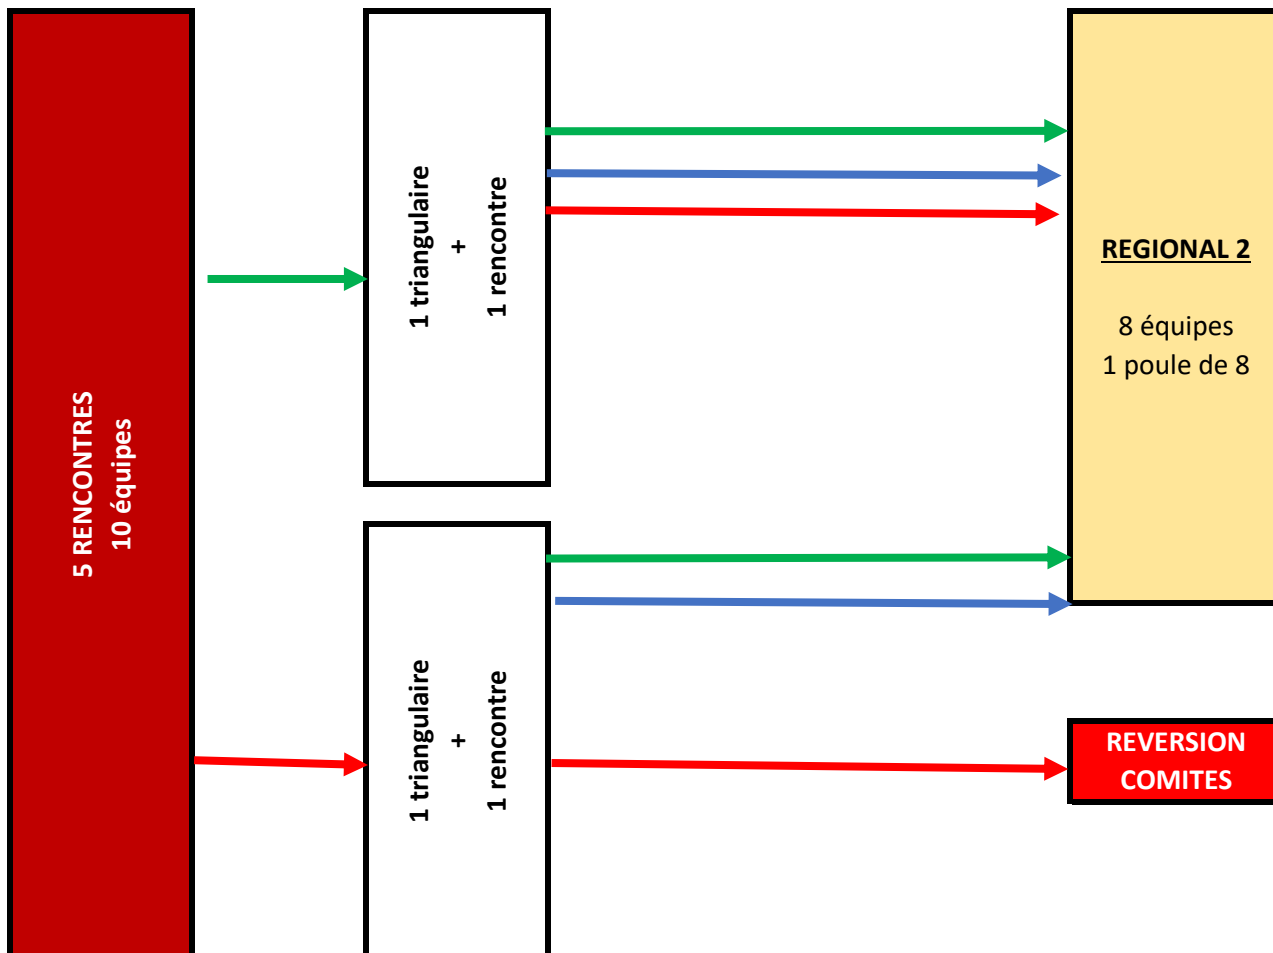 5 RENCONTRES
10 équipes
1 triangulaire
+
1 rencontre
1 triangulaire
+
1 rencontre
REGIONAL 2
8 équipes
1 poule de 8
REVERSION
COMITES